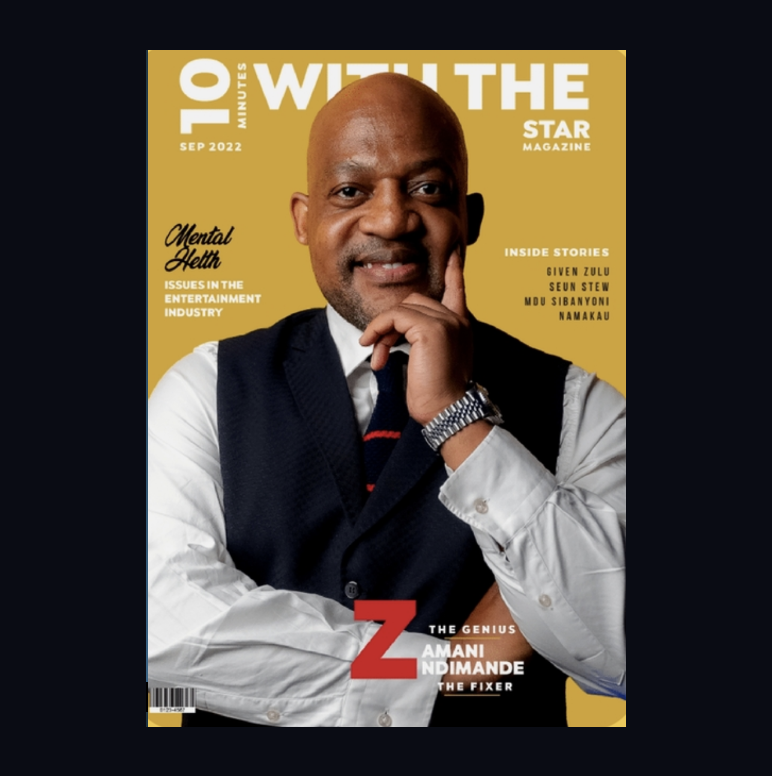 10 MINUTES WITH THE
STAR
MAGAZINE
SEP 2022
Mental
Helth
ISSUES IN THE
ENTERTAINMENT
INDUSTRY
INSIDE STORIES
GIVEN ZULU
SEUN STEW
MDU SIBANYONI
NAMAKAU
THE GENIUS
ZAMANI
NDIMANDE
THE FIXER